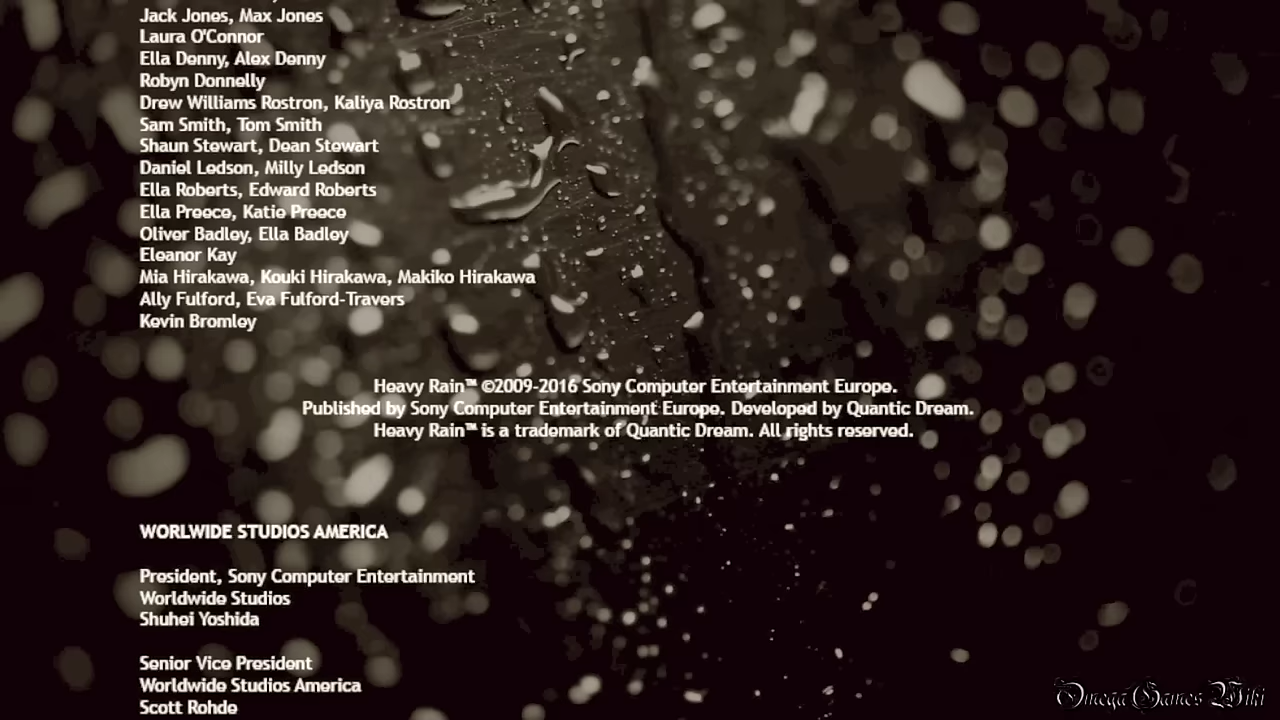 Jack Jones, Max Jones
Laura O'Connor
Ella Denny, Alex Denny
Robyn Donnelly
Drew Williams Rostron, Kaliya Rostron
Sam Smith, Tom Smith
Shaun Stewart, Dean Stewart
Daniel Ledson, Milly Ledson
Ella Roberts, Edward Roberts
Ella Preece, Katie Preece
Oliver Badley, Ella Badley
Eleanor Kay
Mia Hirakawa, Kouki Hirakawa, Makiko Hirakawa
Ally Fulford, Eva Fulford-Travers
Kevin Bromley
Heavy Rain™ ©2009-2016 Sony Computer Entertainment Europe.
Published by Sony Computer Entertainment Europe. Developed by Quantic Dream.
Heavy Rain™ is a trademark of Quantic Dream. All rights reserved.
WORLWIDE STUDIOS AMERICA
President, Sony Computer Entertainment
Worldwide Studios
Shuhei Yoshida
Senior Vice President
Worldwide Studios America
Scott Rohde
Omega Games Wiki